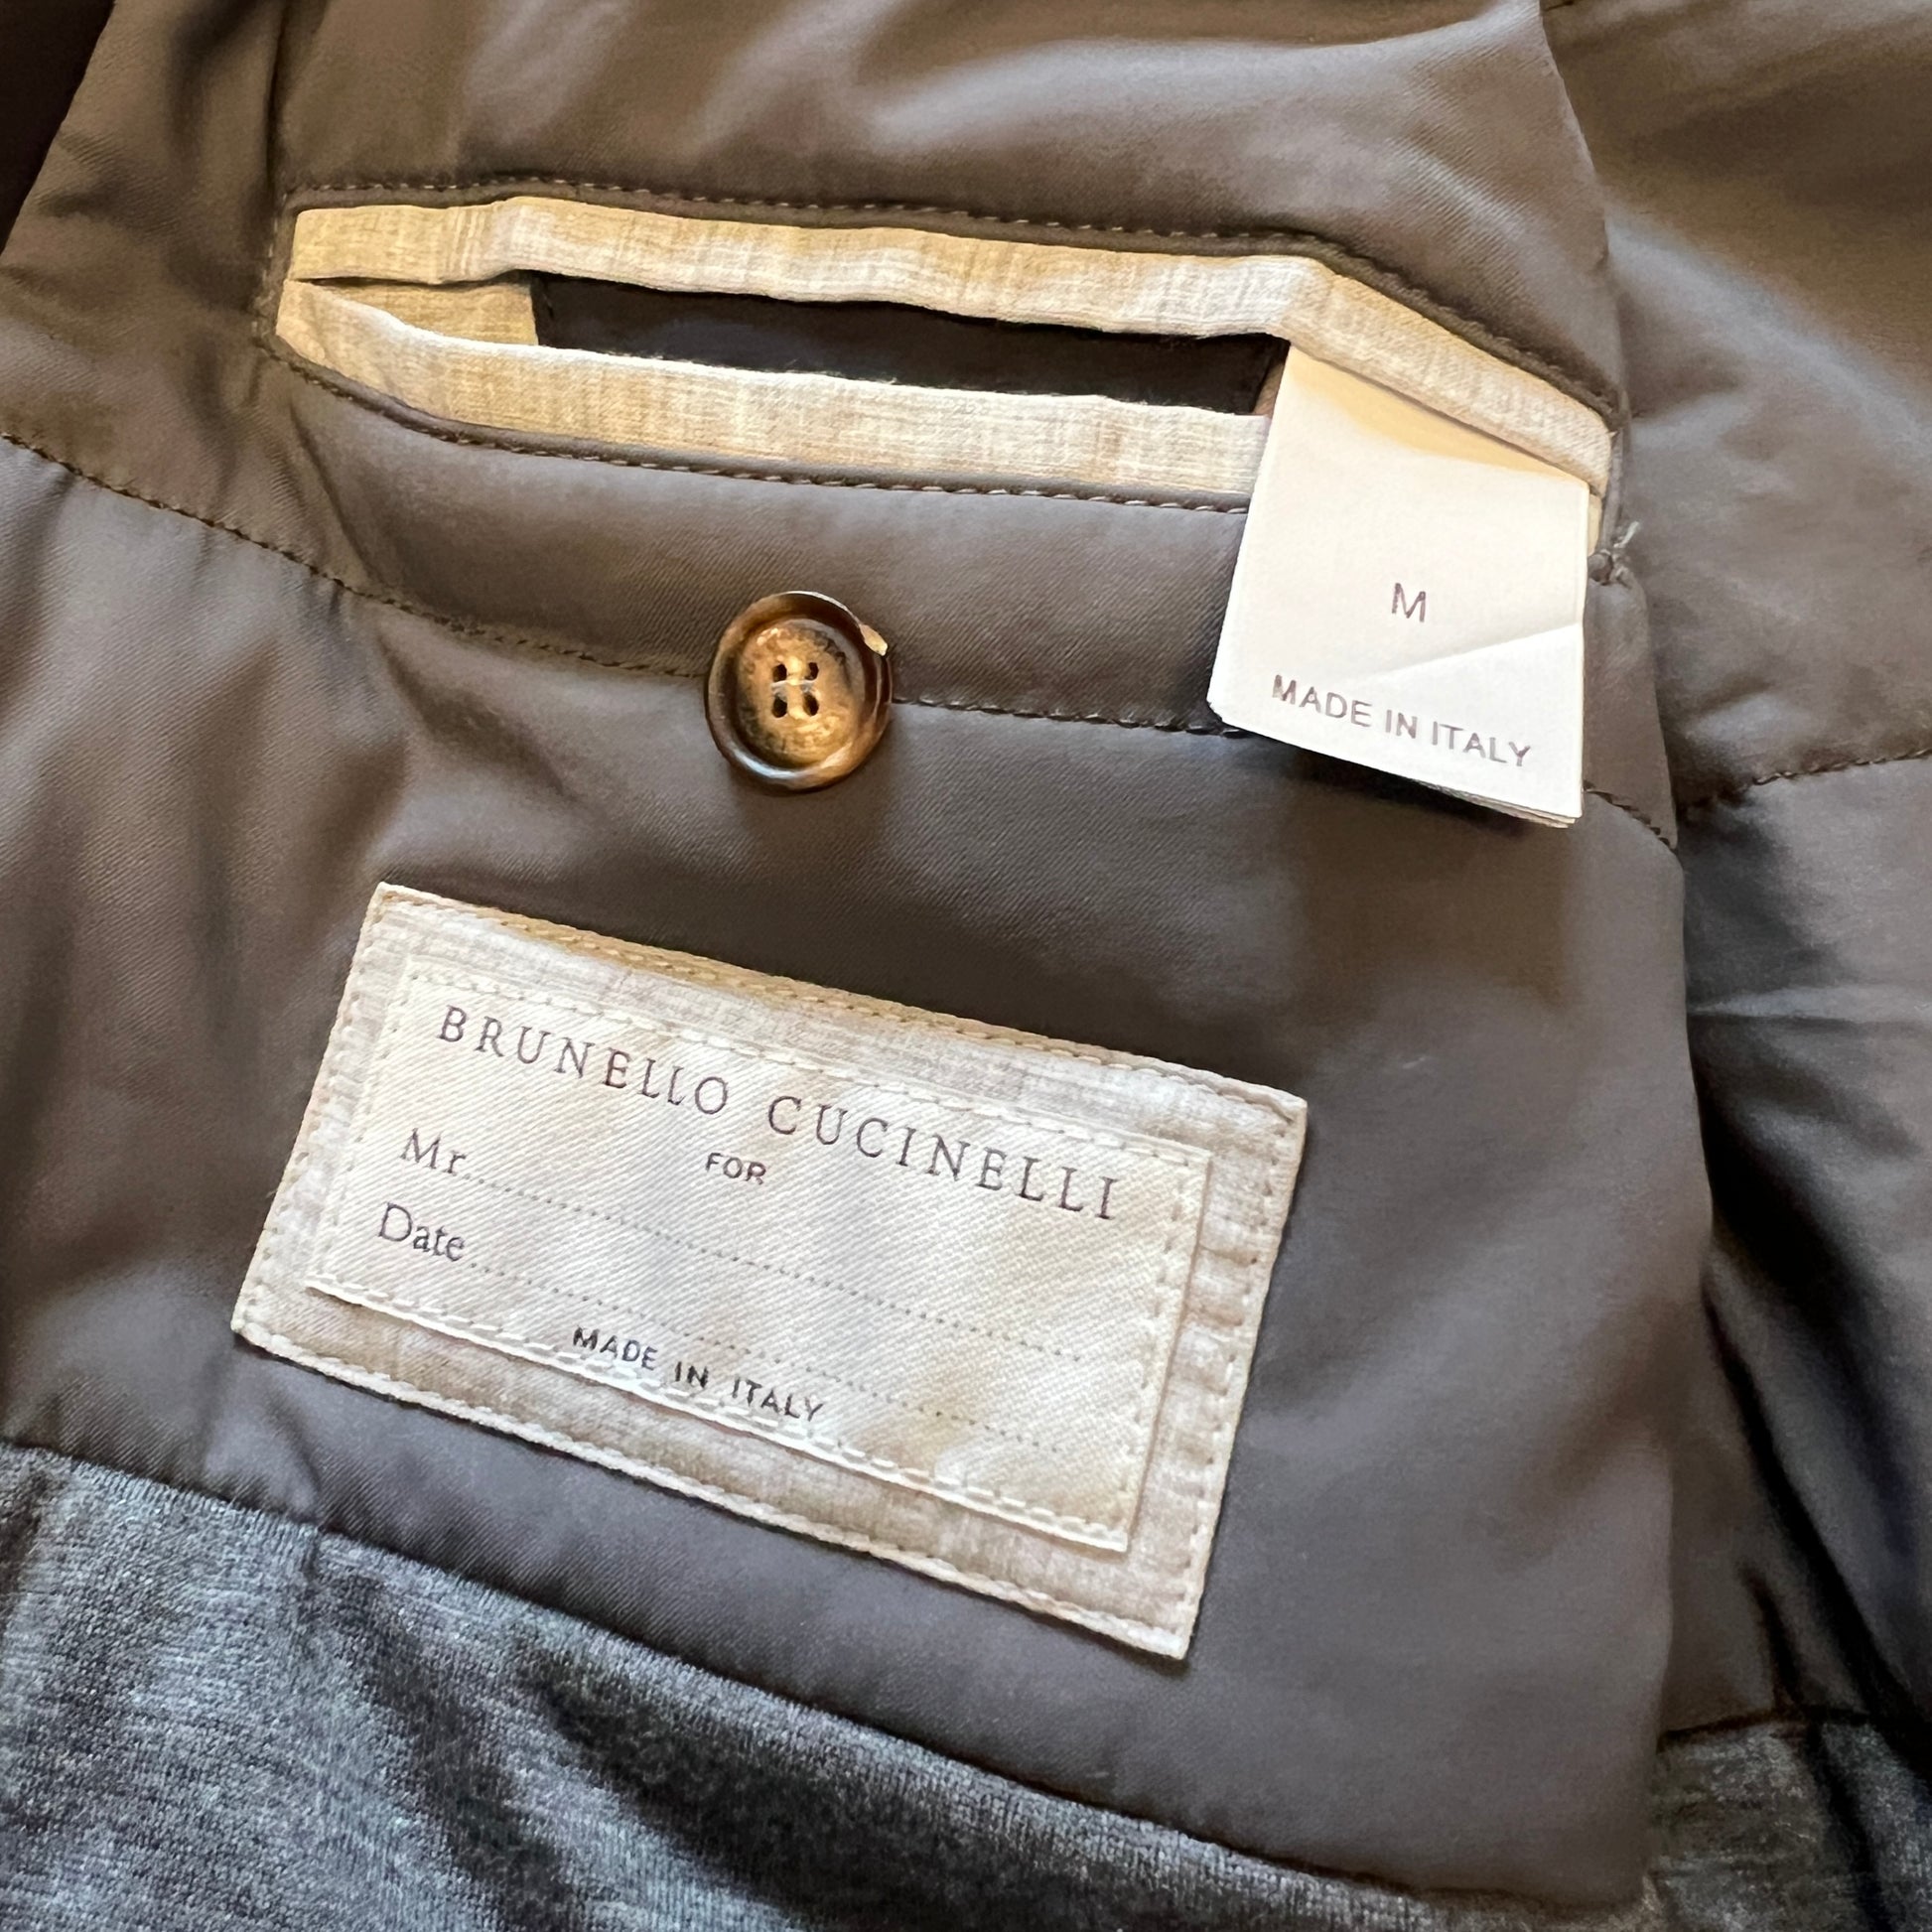 M
MADE IN ITALY
BRUNELLO CUCINELLI
FOR
Mr.
Date
MADE IN ITALY